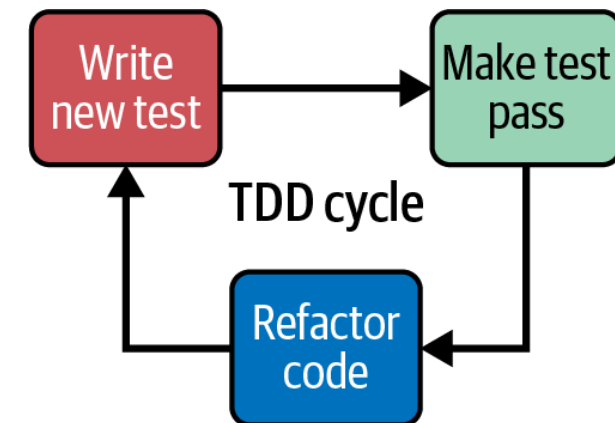 Write
new test
Make test
pass
TDD cycle
Refactor
code